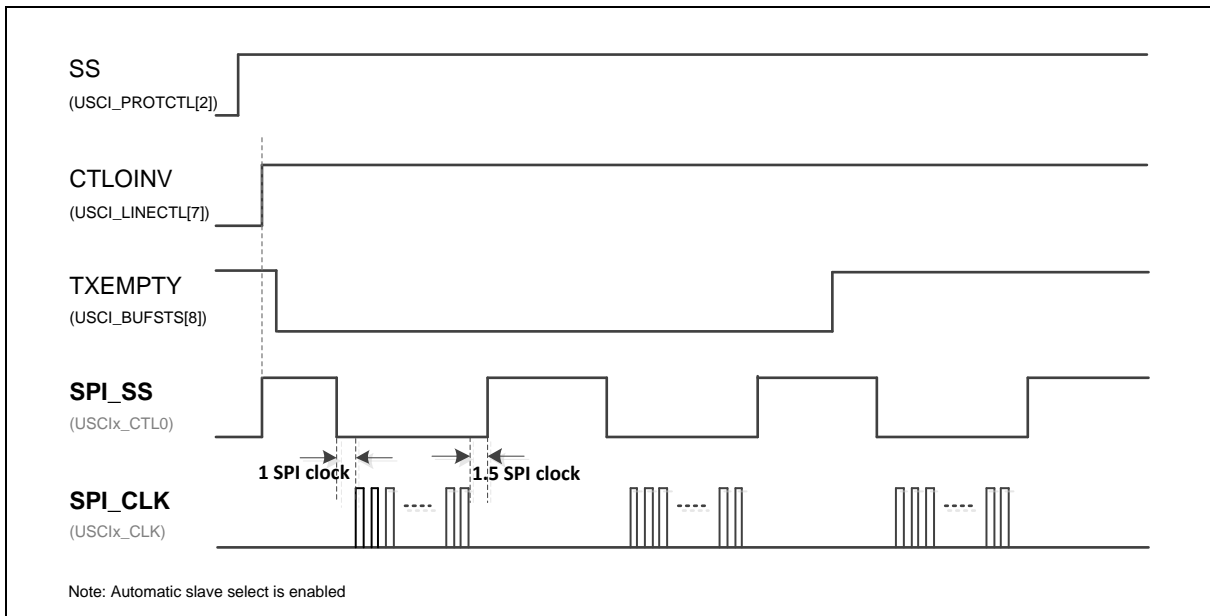 SS
(USCI_PROTCTL[2])
CTLOINV
(USCI_LINECTL[7])
TXEMPTY
(USCI_BUFSTS[8])
SPI_SS
(USCIx_CTL0)
1 SPI clock
1.5 SPI clock
SPI_CLK
(USCIx_CLK)
Note: Automatic slave select is enabled